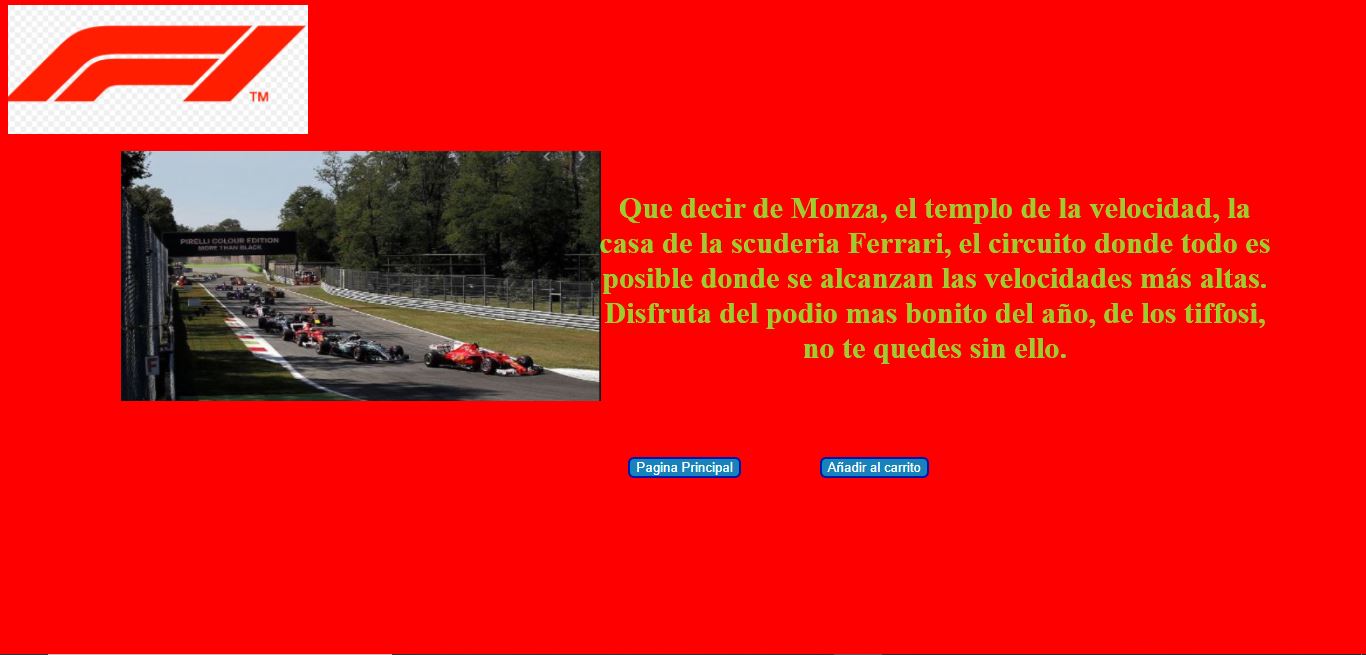 F1
TM
PIRELLI COLOUR EDITION
MORE THAN BLACK
F
Que decir de Monza, el templo de la velocidad, la
casa de la scuderia Ferrari, el circuito donde todo es
posible donde se alcanzan las velocidades más altas.
Disfruta del podio mas bonito del año, de los tiffosi,
no te quedes sin ello.
Pagina Principal
Añadir al carrito